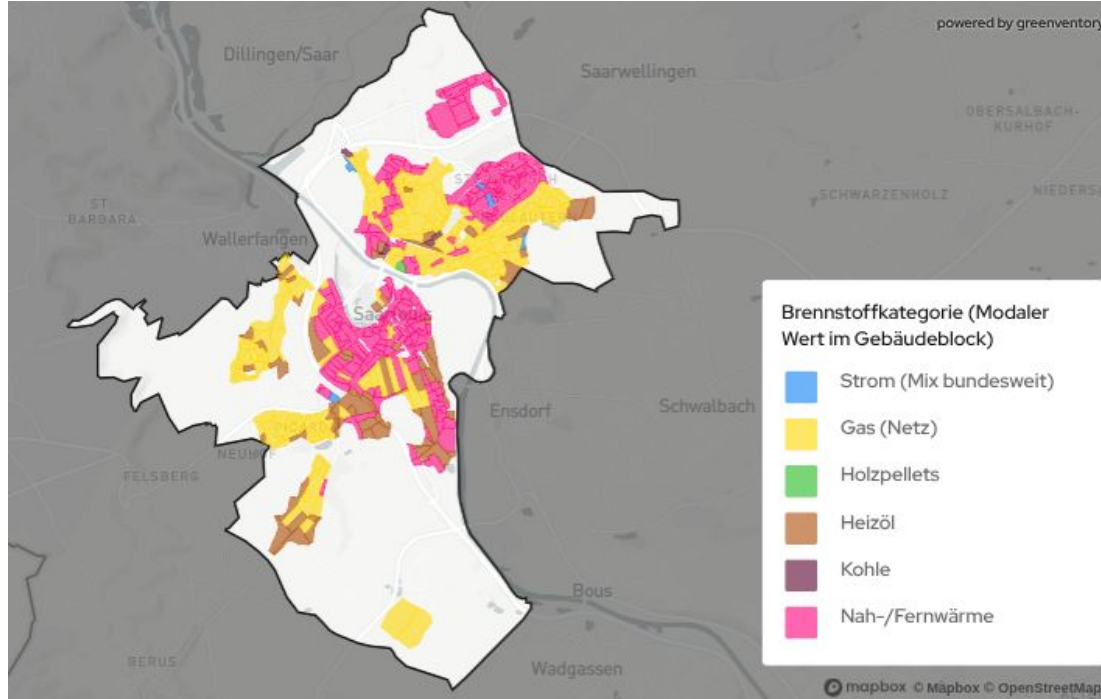 powered by greenventory
Dillingen/Saar
Saarwellingen
OBERSALBACH-
KURHOF
ST.
BARBARA
SCHWARZENHOLZ
Wallerfangen
Brennstoffkategorie (Modaler
Wert im Gebäudeblock)
Strom (Mix bundesweit)
Gas (Netz)
Holzpellets
Heizöl
Kohle
Nah-/Fernwärme
Ensdorf
Schwalbach
NEUHOF
FELSBERG
Bous
BERUS
Wadgassen
mapbox © Mapbox © OpenStreetMap